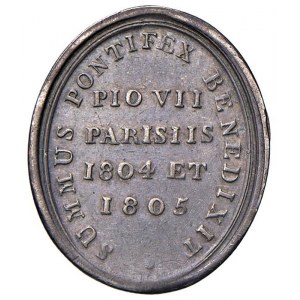 SUMMUS PONTIFEX BENEDIXIT
PIO VII
PARISIIS
1804 ET
1805